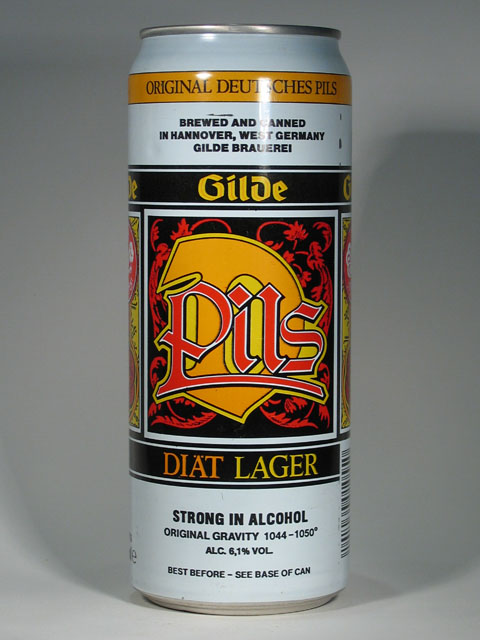 ORIGINAL DEUTSCHES PILS
BREWED AND CANNED
IN HANNOVER, WEST GERMANY
GILDE BRAUEREI
Gilde
Pils
DIÄT LAGER
STRONG IN ALCOHOL
ORIGINAL GRAVITY 1044-1050°
ALC. 6,1% VOL.
BEST BEFORE - SEE BASE OF CAN